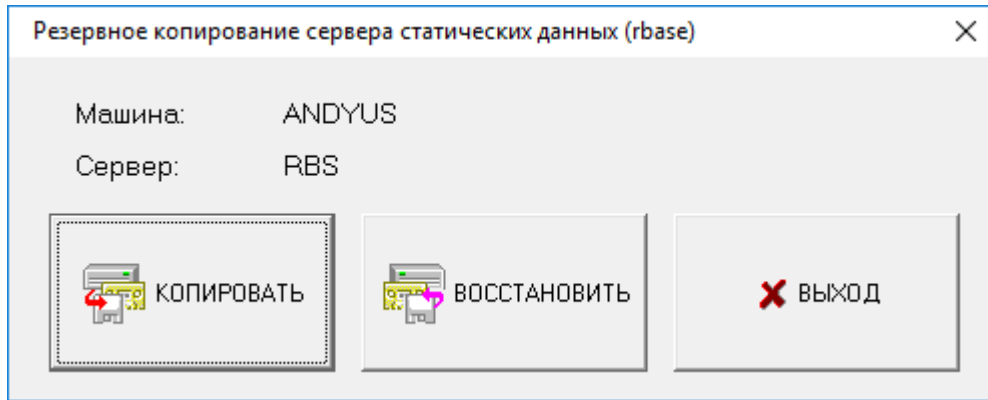 Резервное копирование сервера статических данных (rbase)
Машина: ANDYUS
Сервер: RBS
КОПИРОВАТЬ ВОССТАНОВИТЬ ВЫХОД